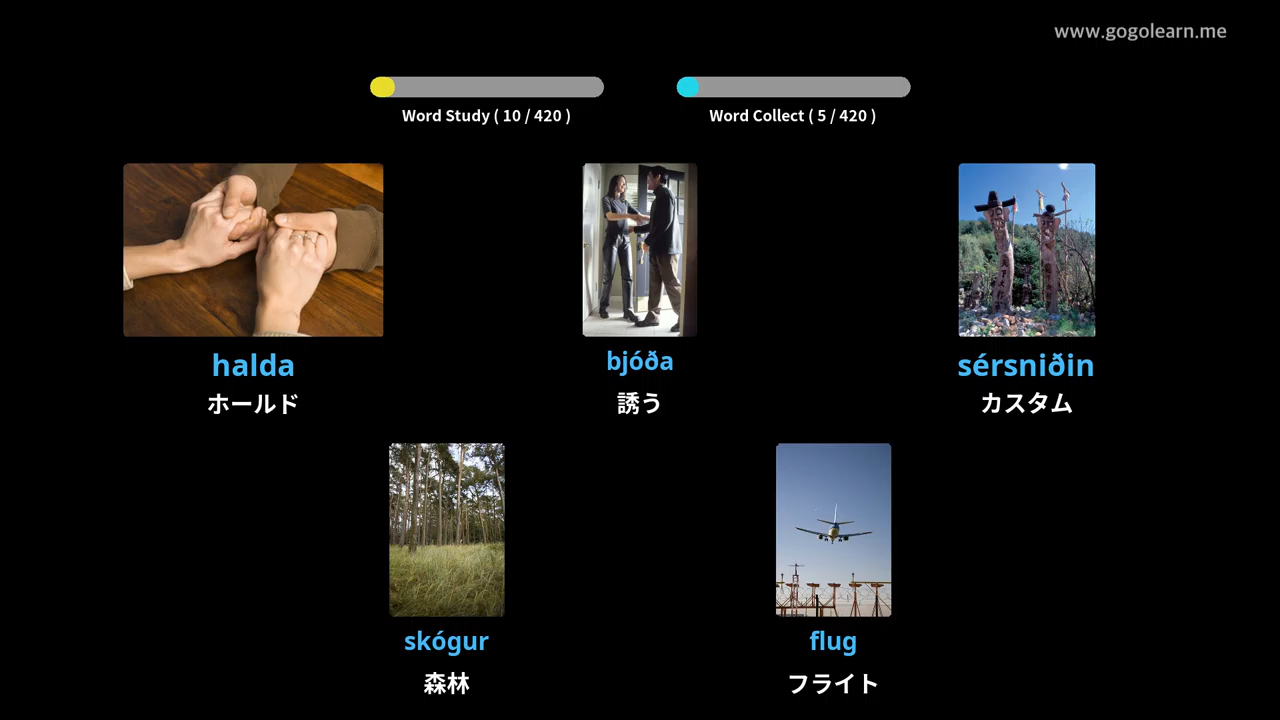 www.gogolearn.me
Word Study ( 10 / 420 )
Word Collect ( 5 / 420 )
halda
ホールド
bjóða
誘う
sérsniðin
カスタム
skógur
森林
flug
フライト